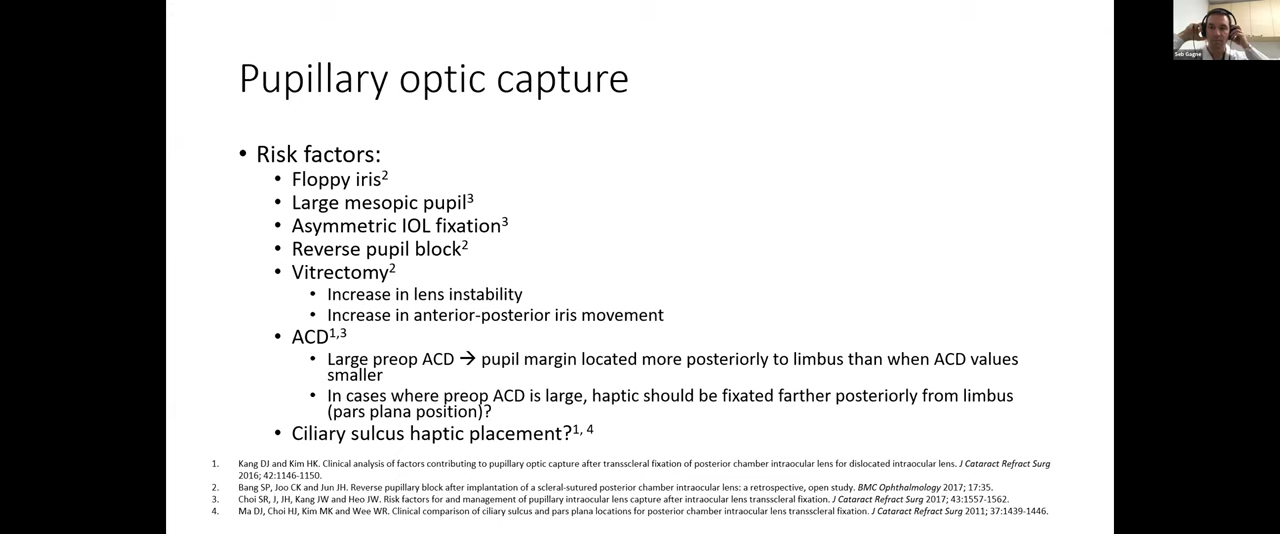 Pupillary optic capture
Seb Gagne
• Risk factors:
• Floppy iris²
• Large mesopic pupil³
• Asymmetric IOL fixation³
• Reverse pupil block²
• Vitrectomy²
• Increase in lens instability
• Increase in anterior-posterior iris movement
• ACD¹,³
• Large preop ACD → pupil margin located more posteriorly to limbus than when ACD values
smaller
• In cases where preop ACD is large, haptic should be fixated farther posteriorly from limbus
(pars plana position)?
• Ciliary sulcus haptic placement?¹, ⁴
1. Kang DJ and Kim HK. Clinical analysis of factors contributing to pupillary optic capture after transscleral fixation of posterior chamber intraocular lens for dislocated intraocular lens. J Cataract Refract Surg
2016; 42:1146-1150.
2. Bang SP, Joo CK and Jun JH. Reverse pupillary block after implantation of a scleral-sutured posterior chamber intraocular lens: a retrospective, open study. BMC Ophthalmology 2017; 17:35.
3. Choi SR, J, JH, Kang JW and Heo JW. Risk factors for and management of pupillary intraocular lens capture after intraocular lens transscleral fixation. J Cataract Refract Surg 2017; 43:1557-1562.
4. Ma DJ, Choi HJ, Kim MK and Wee WR. Clinical comparison of ciliary sulcus and pars plana locations for posterior chamber intraocular lens transscleral fixation. J Cataract Refract Surg 2011; 37:1439-1446.